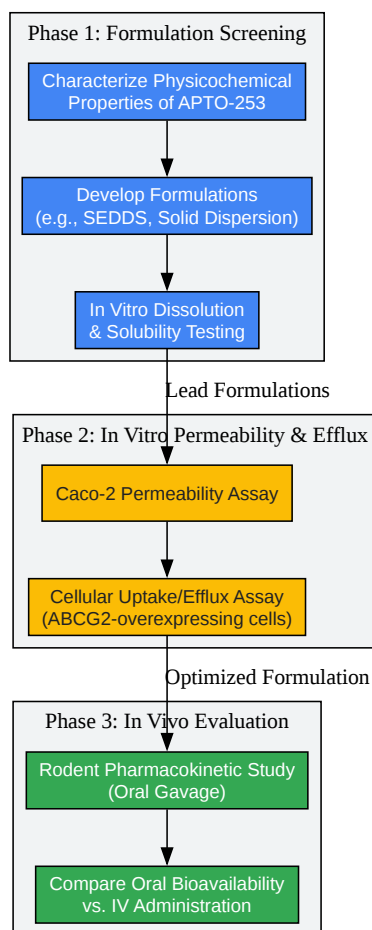 Phase 1: Formulation Screening
Characterize Physicochemical
Properties of APTO-253
Develop Formulations
(e.g., SEDDS, Solid Dispersion)
In Vitro Dissolution
& Solubility Testing
Lead Formulations
Phase 2: In Vitro Permeability & Efflux
Caco-2 Permeability Assay
Cellular Uptake/Efflux Assay
(ABCG2-overexpressing cells)
Optimized Formulation
Phase 3: In Vivo Evaluation
Rodent Pharmacokinetic Study
(Oral Gavage)
Compare Oral Bioavailability
vs. IV Administration